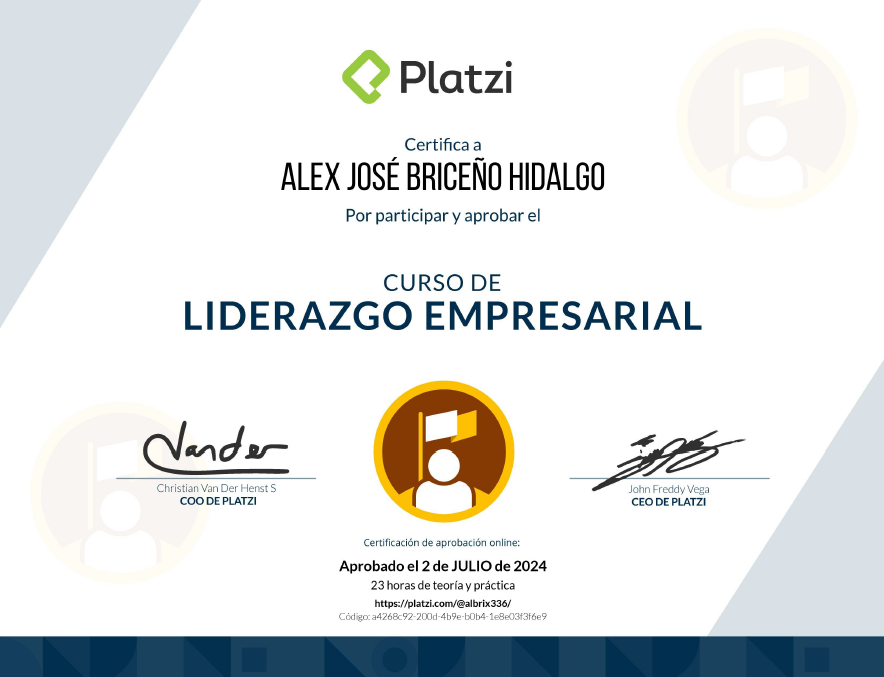 Platzi
Certifica a
ALEX JOSÉ BRICEÑO HIDALGO
Por participar y aprobar el
CURSO DE
LIDERAZGO EMPRESARIAL
Vander
Christian Van Der Henst S
COO DE PLATZI
John Freddy Vega
CEO DE PLATZI
Certificación de aprobación online:
Aprobado el 2 de JULIO de 2024
23 horas de teoría y práctica
https://platzi.com/@albrix336/
Código: a4268c92-200d-4b9e-b0b4-1e8e03f3f6e9